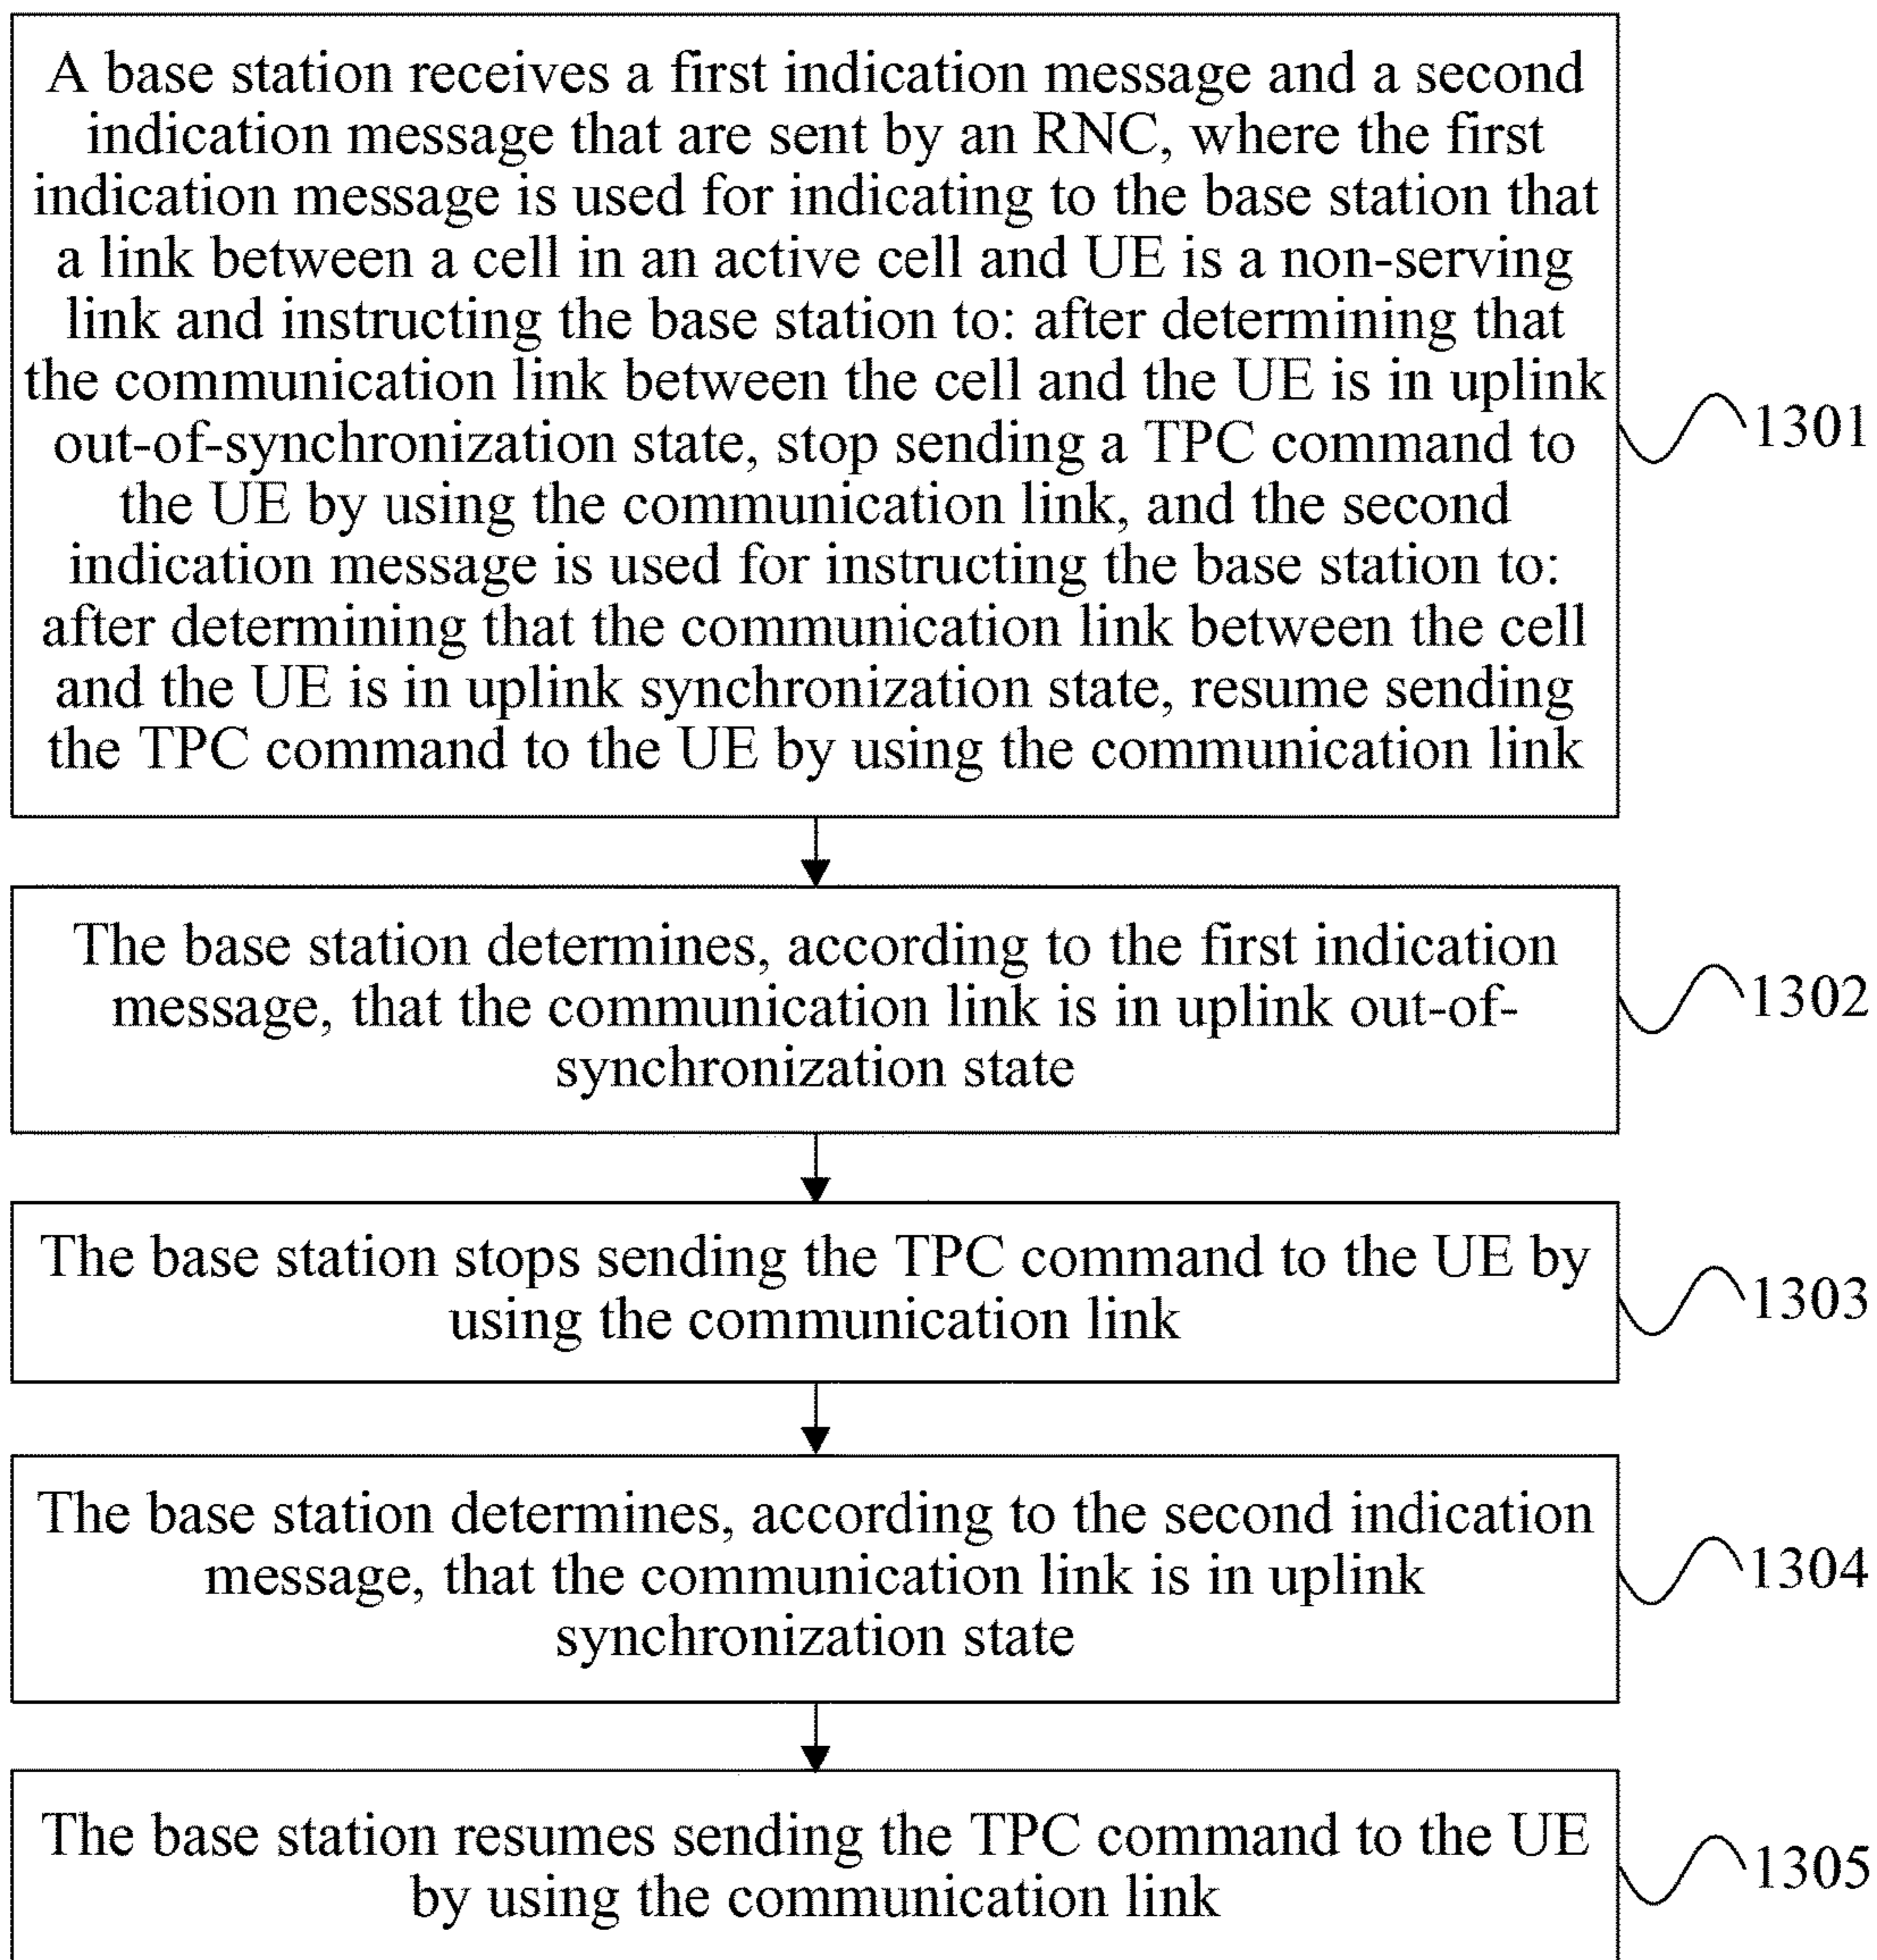 A base station receives a first indication message and a second
indication message that are sent by an RNC, where the first
indication message is used for indicating to the base station that
a link between a cell in an active cell and UE is a non-serving
link and instructing the base station to: after determining that
the communication link between the cell and the UE is in uplink
out-of-synchronization state, stop sending a TPC command to
the UE by using the communication link, and the second
indication message is used for instructing the base station to:
after determining that the communication link between the cell
and the UE is in uplink synchronization state, resume sending
the TPC command to the UE by using the communication link
1301
The base station determines, according to the first indication
message, that the communication link is in uplink out-of-
synchronization state
1302
The base station stops sending the TPC command to the UE by
using the communication link
1303
The base station determines, according to the second indication
message, that the communication link is in uplink
synchronization state
1304
The base station resumes sending the TPC command to the UE
by using the communication link
1305